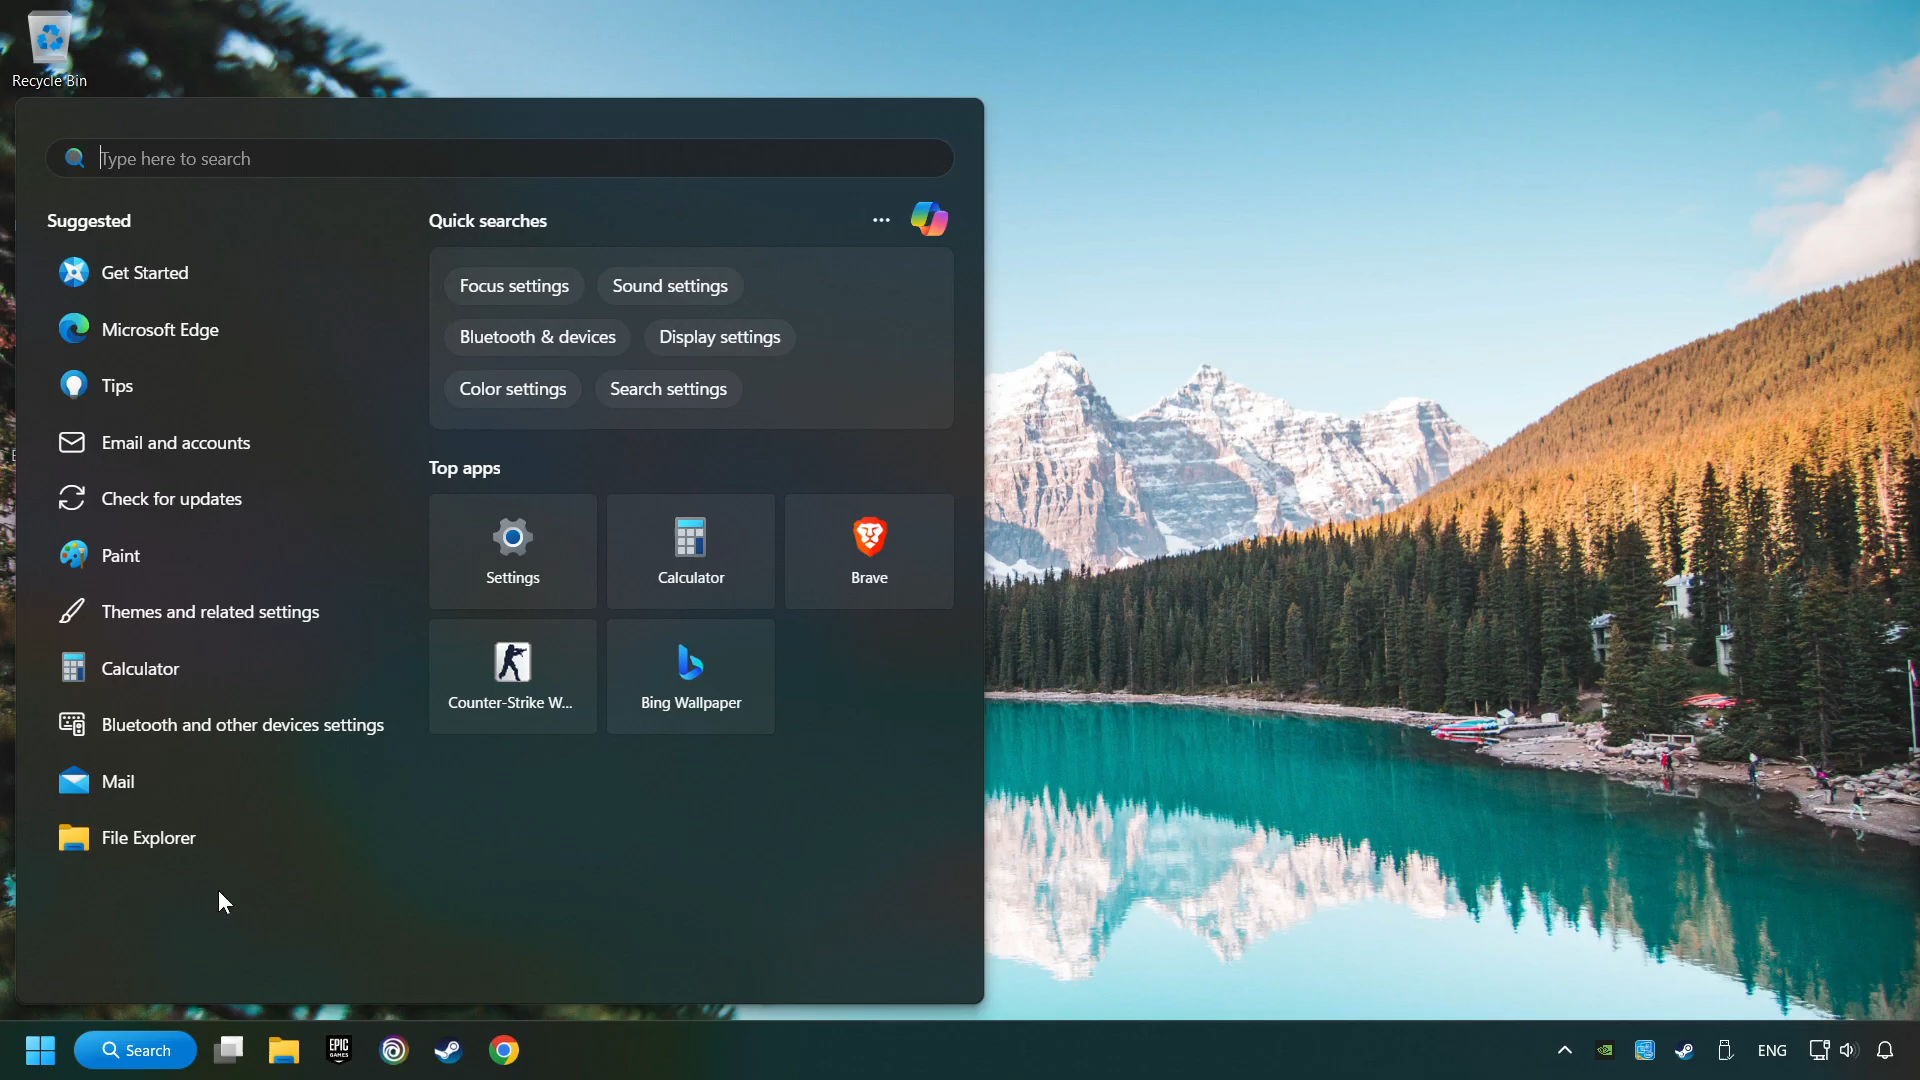 Recycle Bin
Type here to search
Suggested
Get Started
Microsoft Edge
Tips
Email and accounts
Check for updates
Paint
Themes and related settings
Calculator
Bluetooth and other devices settings
Mail
File Explorer
Quick searches
Focus settings
Sound settings
Bluetooth & devices
Display settings
Color settings
Search settings
Top apps
Settings
Calculator
Brave
Counter-Strike W...
Bing Wallpaper
Search
EPIC
GAMES
ENG